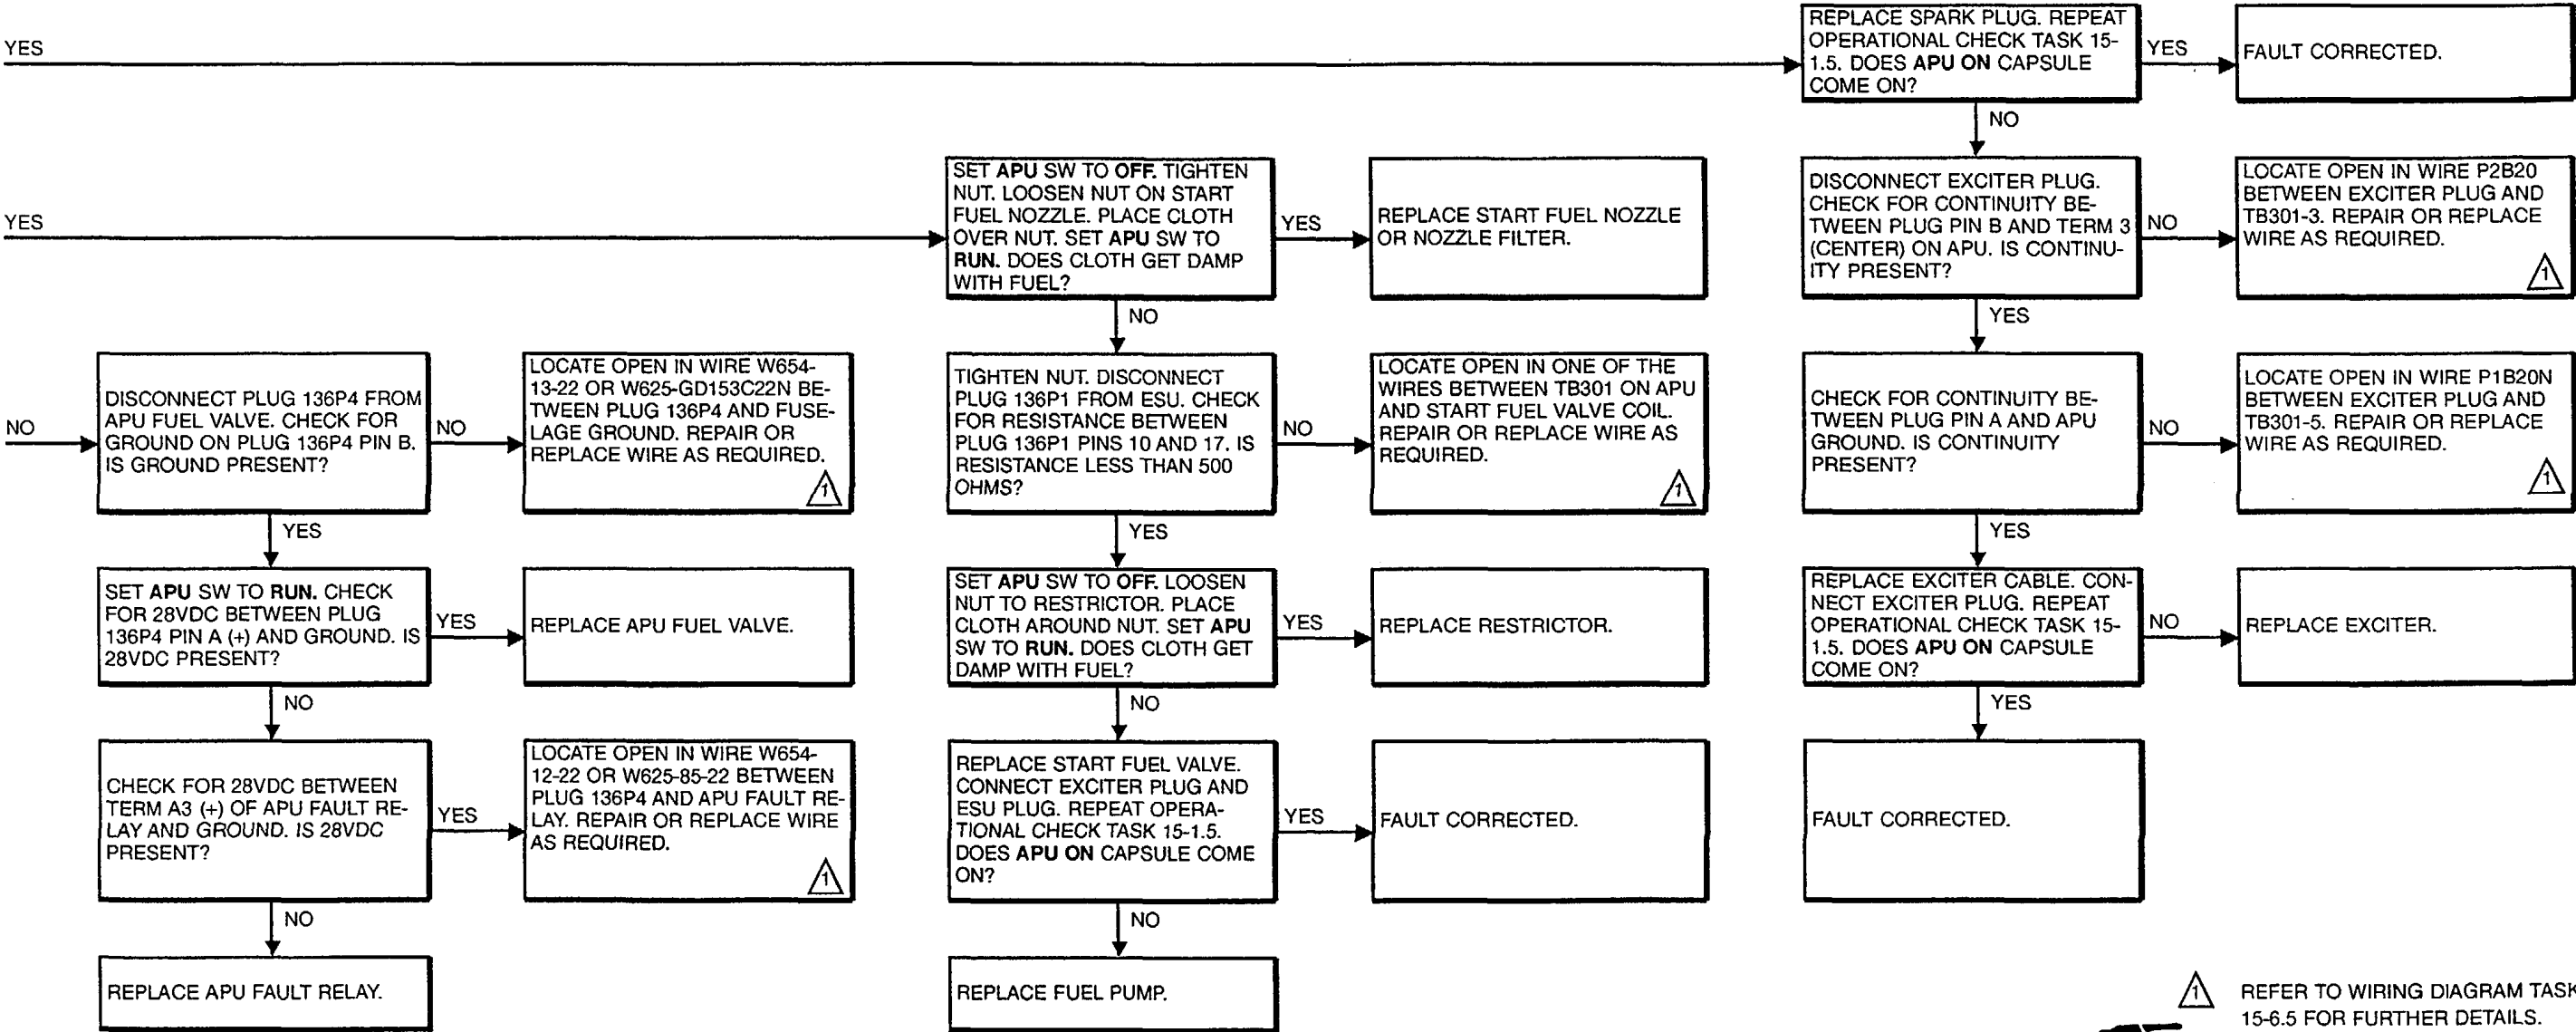 YES
REPLACE SPARK PLUG. REPEAT
OPERATIONAL CHECK TASK 15-
1.5. DOES APU ON CAPSULE
COME ON?
YES
FAULT CORRECTED.
NO
YES
SET APU SW TO OFF. TIGHTEN
NUT. LOOSEN NUT ON START
FUEL NOZZLE. PLACE CLOTH
OVER NUT. SET APU SW TO
RUN. DOES CLOTH GET DAMP
WITH FUEL?
YES
REPLACE START FUEL NOZZLE
OR NOZZLE FILTER.
DISCONNECT EXCITER PLUG.
CHECK FOR CONTINUITY BE-
TWEEN PLUG PIN B AND TERM 3
(CENTER) ON APU. IS CONTINU-
ITY PRESENT?
NO
LOCATE OPEN IN WIRE P2B20
BETWEEN EXCITER PLUG AND
TB301-3. REPAIR OR REPLACE
WIRE AS REQUIRED.
1
NO
YES
NO
DISCONNECT PLUG 136P4 FROM
APU FUEL VALVE. CHECK FOR
GROUND ON PLUG 136P4 PIN B.
IS GROUND PRESENT?
NO
LOCATE OPEN IN WIRE W654-
13-22 OR W625-GD153C22N BE-
TWEEN PLUG 136P4 AND FUSE-
LAGE GROUND. REPAIR OR
REPLACE WIRE AS REQUIRED.
1
TIGHTEN NUT. DISCONNECT
PLUG 136P1 FROM ESU. CHECK
FOR RESISTANCE BETWEEN
PLUG 136P1 PINS 10 AND 17. IS
RESISTANCE LESS THAN 500
OHMS?
NO
LOCATE OPEN IN ONE OF THE
WIRES BETWEEN TB301 ON APU
AND START FUEL VALVE COIL.
REPAIR OR REPLACE WIRE AS
REQUIRED.
1
CHECK FOR CONTINUITY BE-
TWEEN PLUG PIN A AND APU
GROUND. IS CONTINUITY
PRESENT?
NO
LOCATE OPEN IN WIRE P1B20N
BETWEEN EXCITER PLUG AND
TB301-5. REPAIR OR REPLACE
WIRE AS REQUIRED.
1
YES
YES
YES
SET APU SW TO RUN. CHECK
FOR 28VDC BETWEEN PLUG
136P4 PIN A (+) AND GROUND. IS
28VDC PRESENT?
YES
REPLACE APU FUEL VALVE.
SET APU SW TO OFF. LOOSEN
NUT TO RESTRICTOR. PLACE
CLOTH AROUND NUT. SET APU
SW TO RUN. DOES CLOTH GET
DAMP WITH FUEL?
YES
REPLACE RESTRICTOR.
REPLACE EXCITER CABLE. CON-
NECT EXCITER PLUG. REPEAT
OPERATIONAL CHECK TASK 15-
1.5. DOES APU ON CAPSULE
COME ON?
NO
REPLACE EXCITER.
NO
NO
YES
CHECK FOR 28VDC BETWEEN
TERM A3 (+) OF APU FAULT RE-
LAY AND GROUND. IS 28VDC
PRESENT?
YES
LOCATE OPEN IN WIRE W654-
12-22 OR W625-85-22 BETWEEN
PLUG 136P4 AND APU FAULT RE-
LAY. REPAIR OR REPLACE WIRE
AS REQUIRED.
1
REPLACE START FUEL VALVE.
CONNECT EXCITER PLUG AND
ESU PLUG. REPEAT OPERA-
TIONAL CHECK TASK 15-1.5.
DOES APU ON CAPSULE COME
ON?
YES
FAULT CORRECTED.
FAULT CORRECTED.
NO
NO
REPLACE APU FAULT RELAY.
REPLACE FUEL PUMP.
1
REFER TO WIRING DIAGRAM TASK
15-6.5 FOR FURTHER DETAILS.